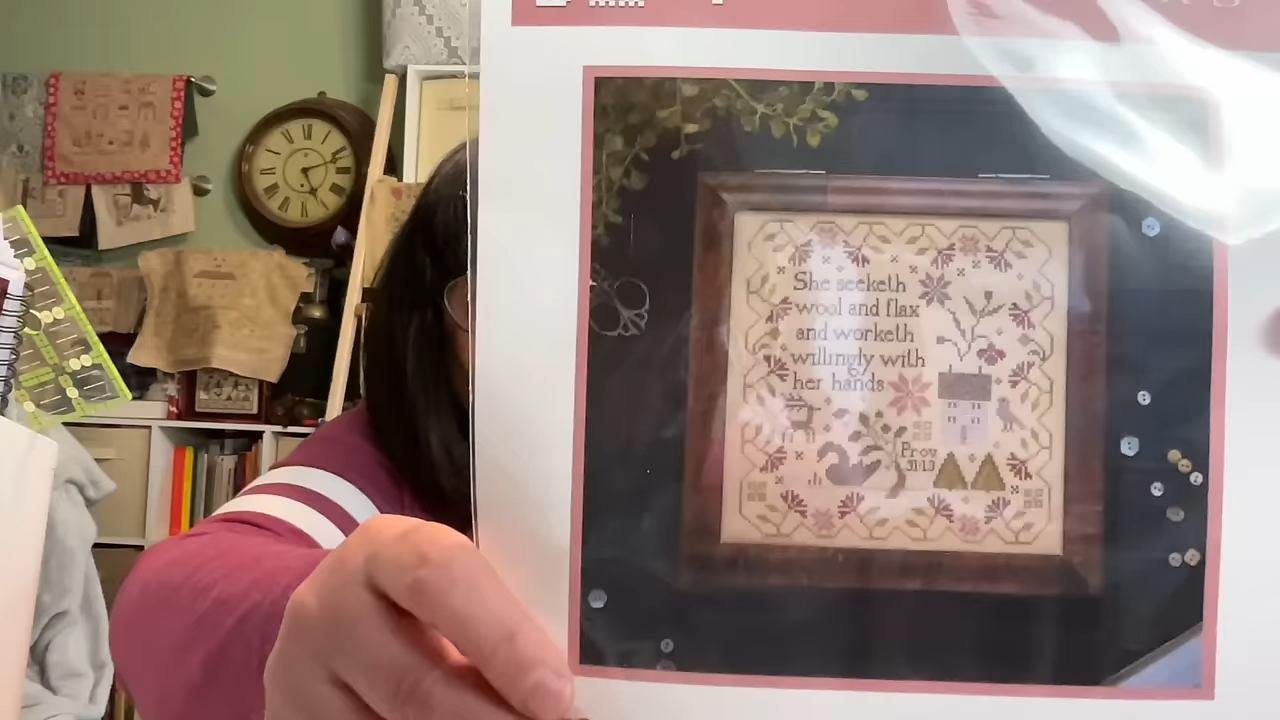 She seeketh
wool and flax
and worketh
willingly with
her hands
Prov
31:13